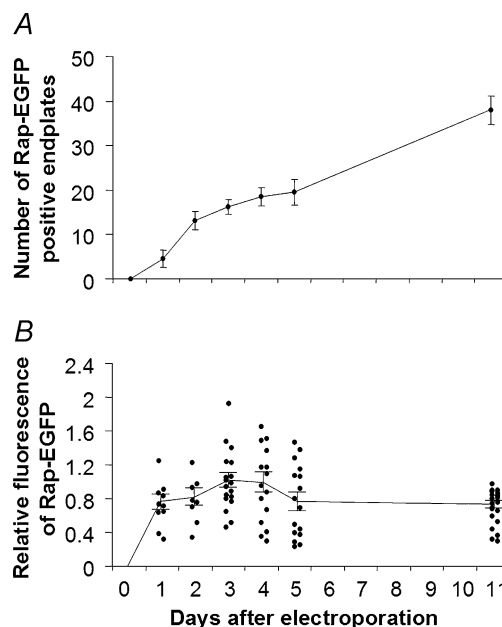 A
Number of Rap-EGFP
positive endplates
50
40
30
20
10
0
B
Relative fluorescence
of Rap-EGFP
2.4
2
1.6
1.2
0.8
0.4
0
0 1 2 3 4 5 6 7 8 9 10 11
Days after electroporation